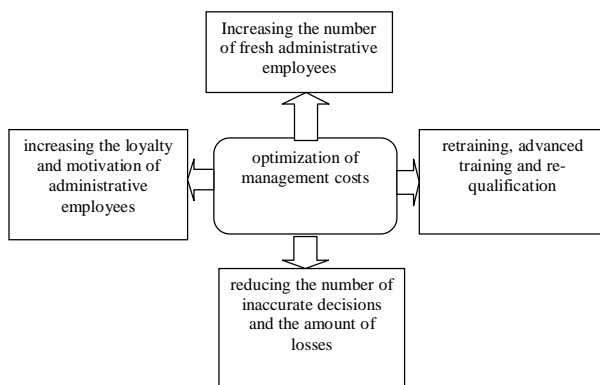 Increasing the number
of fresh administrative
employees
increasing the loyalty
and motivation of
administrative
employees
optimization of
management costs
retraining, advanced
training and re-
qualification
reducing the number of
inaccurate decisions
and the amount of
losses